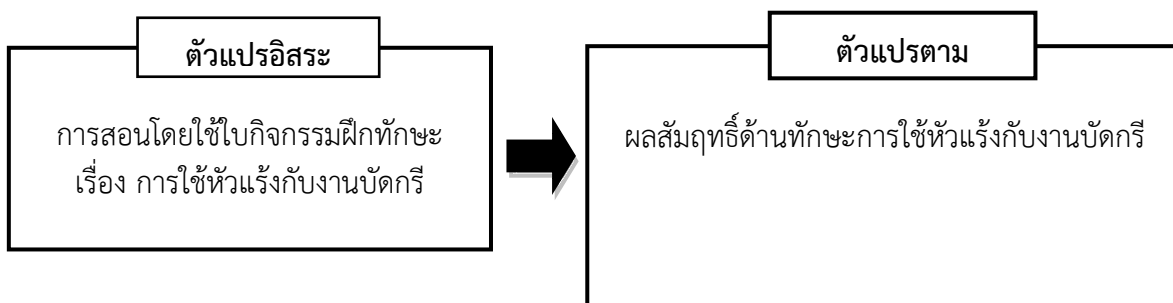 ตัวแปรอิสระ
การสอนโดยใช้ใบกิจกรรมฝึกทักษะ
เรื่อง การใช้หัวแร้งกับงานบัดกรี
ตัวแปรตาม
ผลสัมฤทธิ์ด้านทักษะการใช้หัวแร้งกับงานบัดกรี